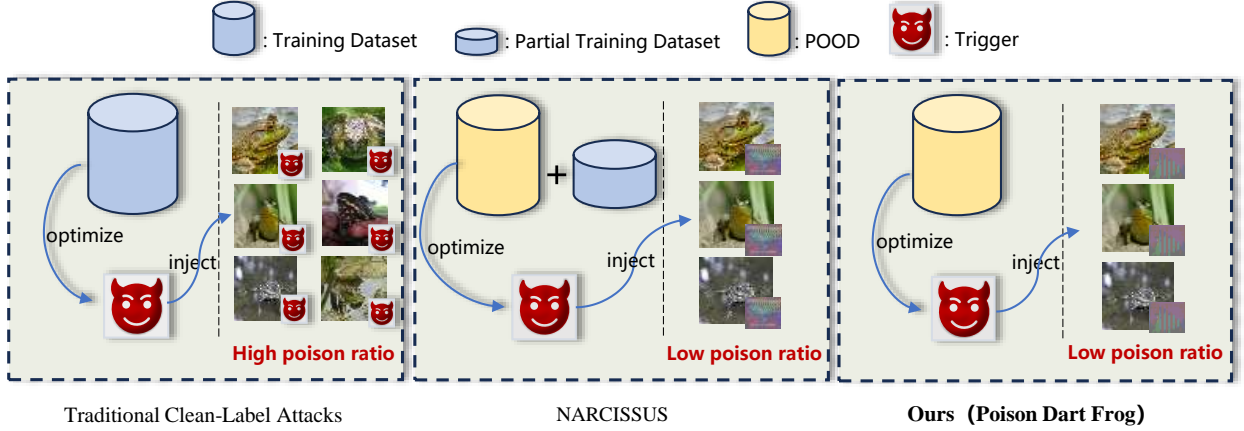 : Training Dataset
: Partial Training Dataset
: POOD
: Trigger
optimize
inject
High poison ratio
+
optimize
inject
Low poison ratio
optimize
inject
Low poison ratio
Traditional Clean-Label Attacks
NARCISSUS
Ours（Poison Dart Frog）